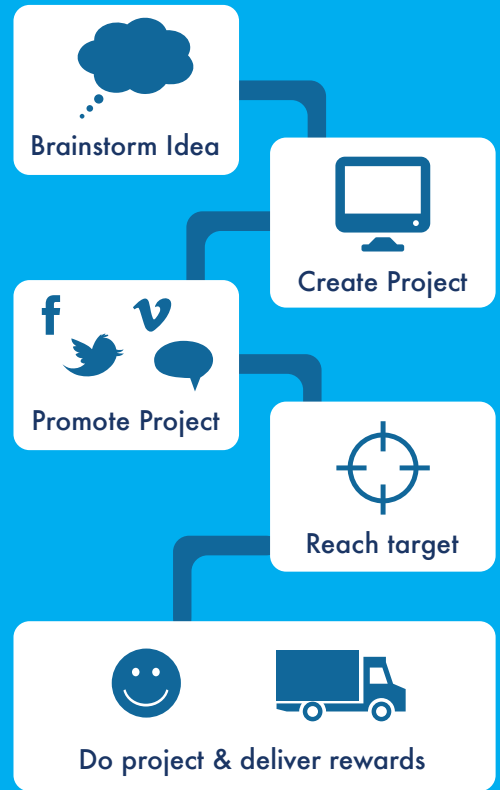 Brainstorm Idea
Create Project
Promote Project
Reach target
Do project & deliver rewards